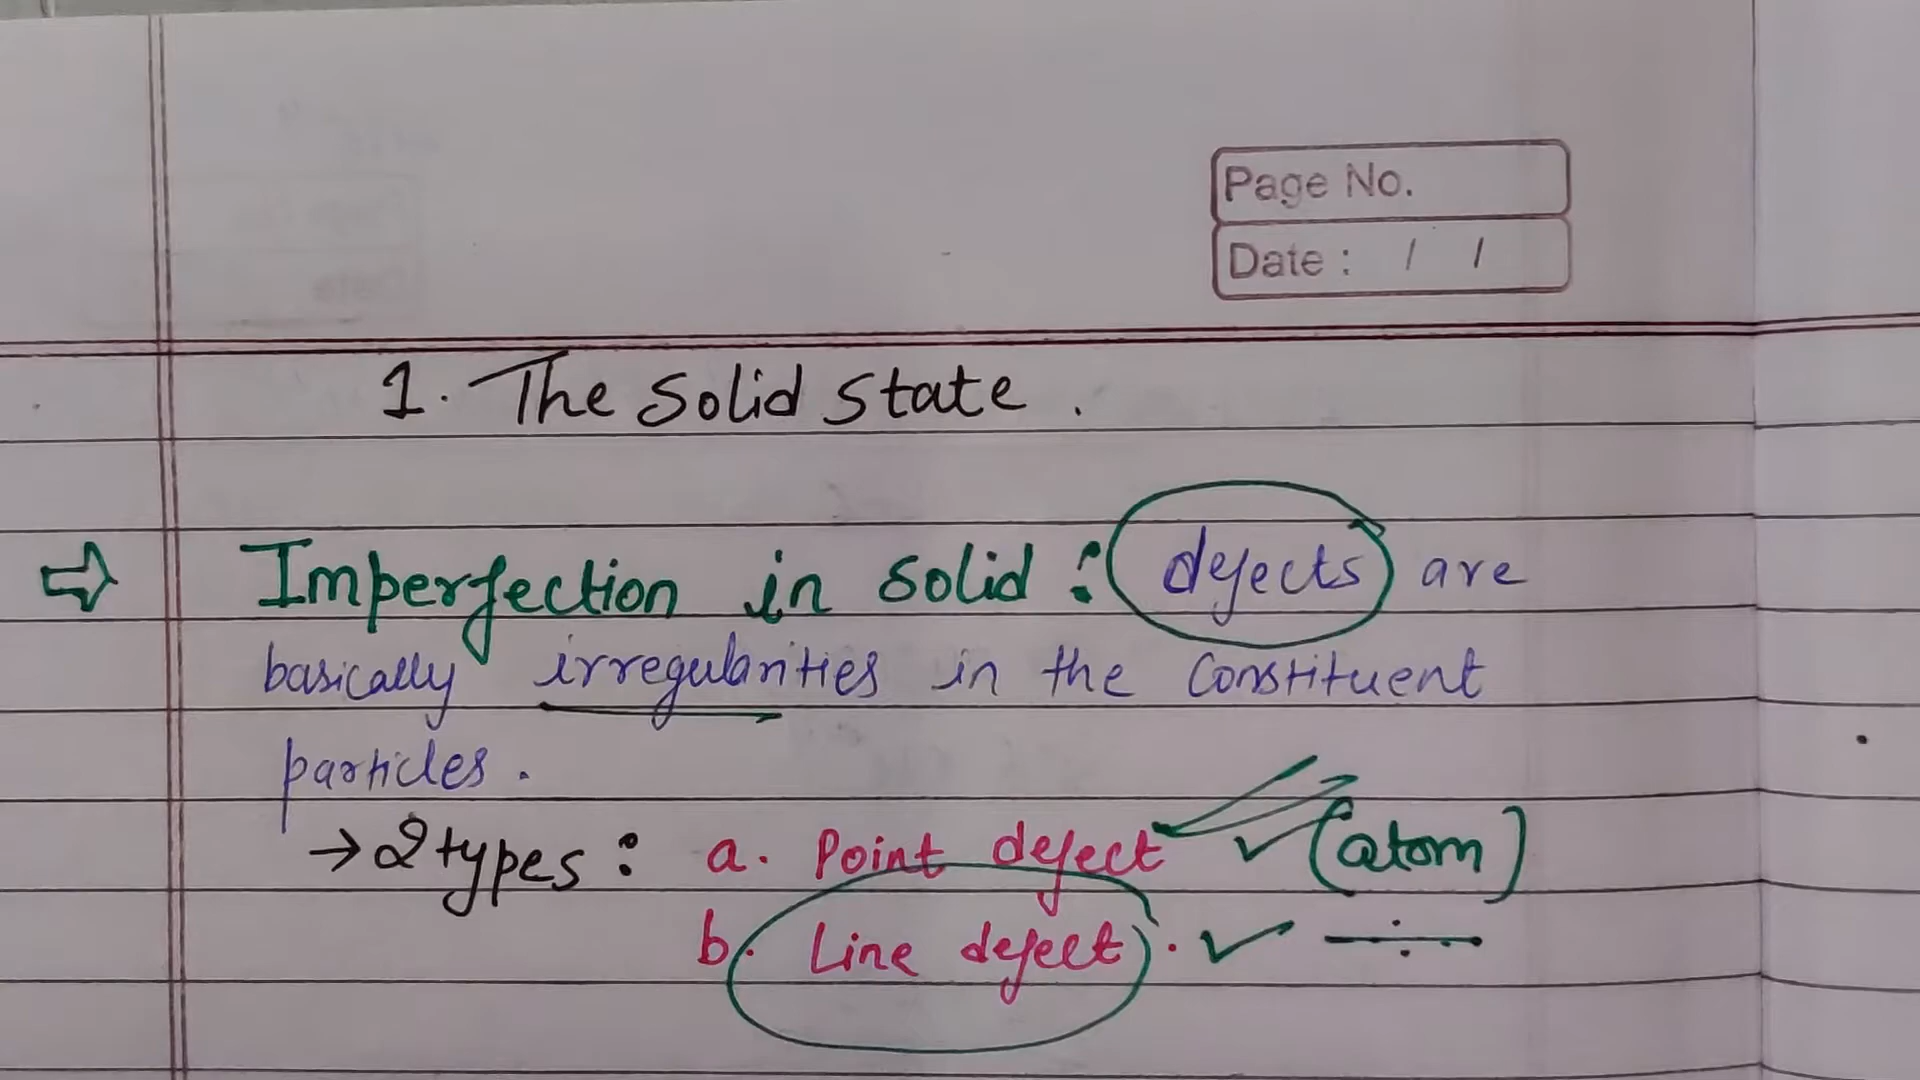 Page No.
Date : / /
1. The Solid State .
⇨ Imperfection in solid : defects are
basically irregularities in the constituent
particles .
→ 2 types : a. Point defect ✓ (atom)
b. Line defect . ✓